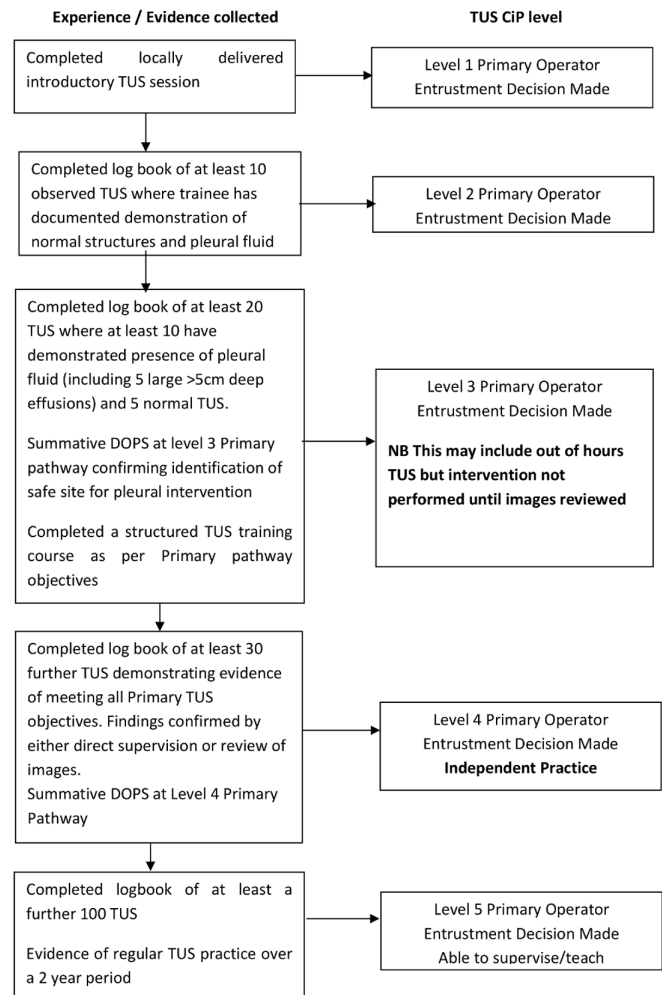 Experience / Evidence collected
TUS CiP level
Completed locally delivered
introductory TUS session
Level 1 Primary Operator
Entrustment Decision Made
Completed log book of at least 10
observed TUS where trainee has
documented demonstration of
normal structures and pleural fluid
Level 2 Primary Operator
Entrustment Decision Made
Completed log book of at least 20
TUS where at least 10 have
demonstrated presence of pleural
fluid (including 5 large >5cm deep
effusions) and 5 normal TUS.
Summative DOPS at level 3 Primary
pathway confirming identification of
safe site for pleural intervention
Completed a structured TUS training
course as per Primary pathway
objectives
Level 3 Primary Operator
Entrustment Decision Made
NB This may include out of hours
TUS but intervention not
performed until images reviewed
Completed log book of at least 30
further TUS demonstrating evidence
of meeting all Primary TUS
objectives. Findings confirmed by
either direct supervision or review of
images.
Summative DOPS at Level 4 Primary
Pathway
Level 4 Primary Operator
Entrustment Decision Made
Independent Practice
Completed logbook of at least a
further 100 TUS
Evidence of regular TUS practice over
a 2 year period
Level 5 Primary Operator
Entrustment Decision Made
Able to supervise/teach